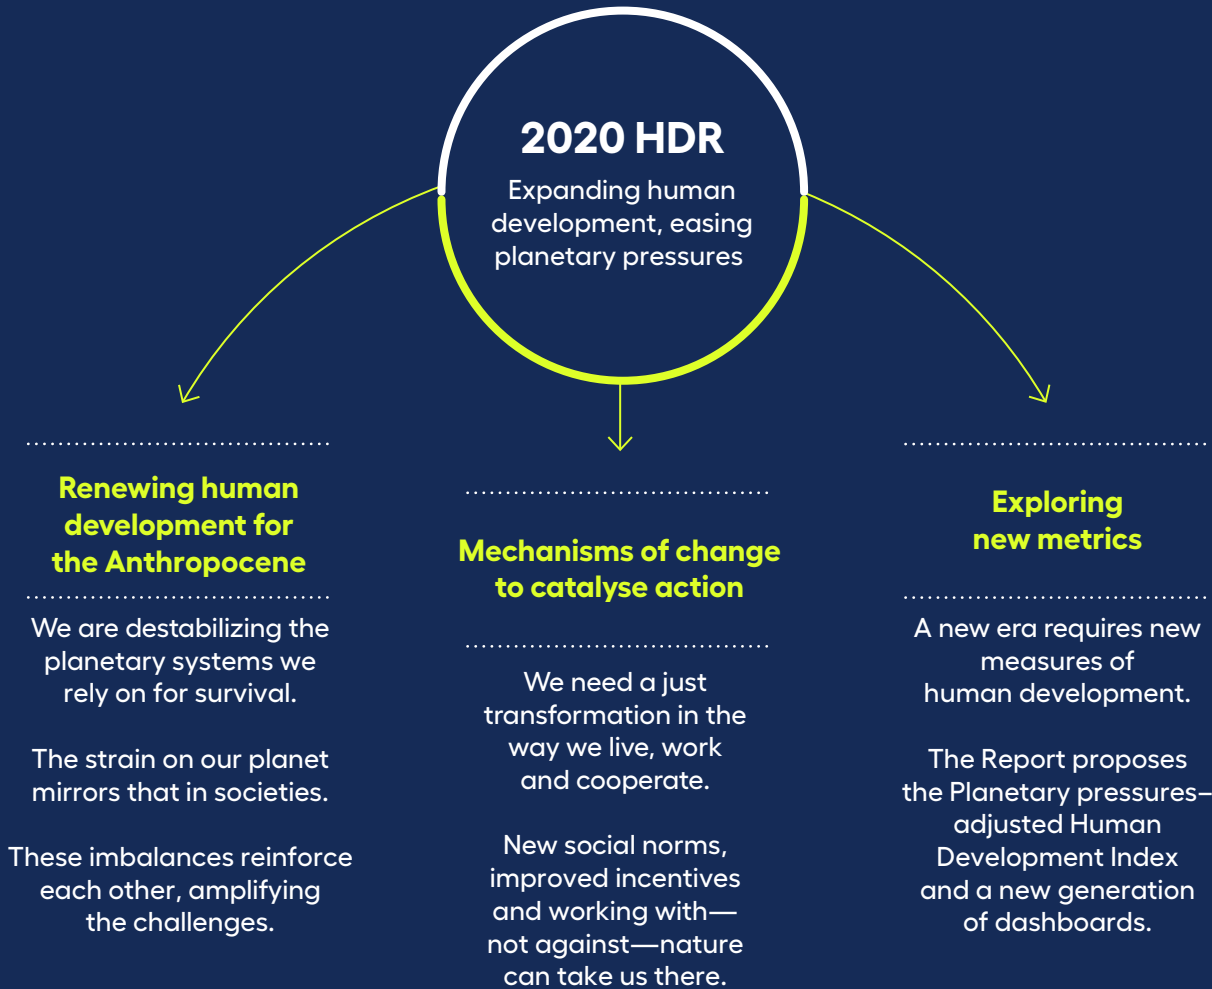 2020 HDR
Expanding human
development, easing
planetary pressures
Renewing human
development for
the Anthropocene
We are destabilizing the
planetary systems we
rely on for survival.
The strain on our planet
mirrors that in societies.
These imbalances reinforce
each other, amplifying
the challenges.
Mechanisms of change
to catalyse action
We need a just
transformation in the
way we live, work
and cooperate.
New social norms,
improved incentives
and working with—
not against—nature
can take us there.
Exploring
new metrics
A new era requires new
measures of
human development.
The Report proposes
the Planetary pressures–
adjusted Human
Development Index
and a new generation
of dashboards.